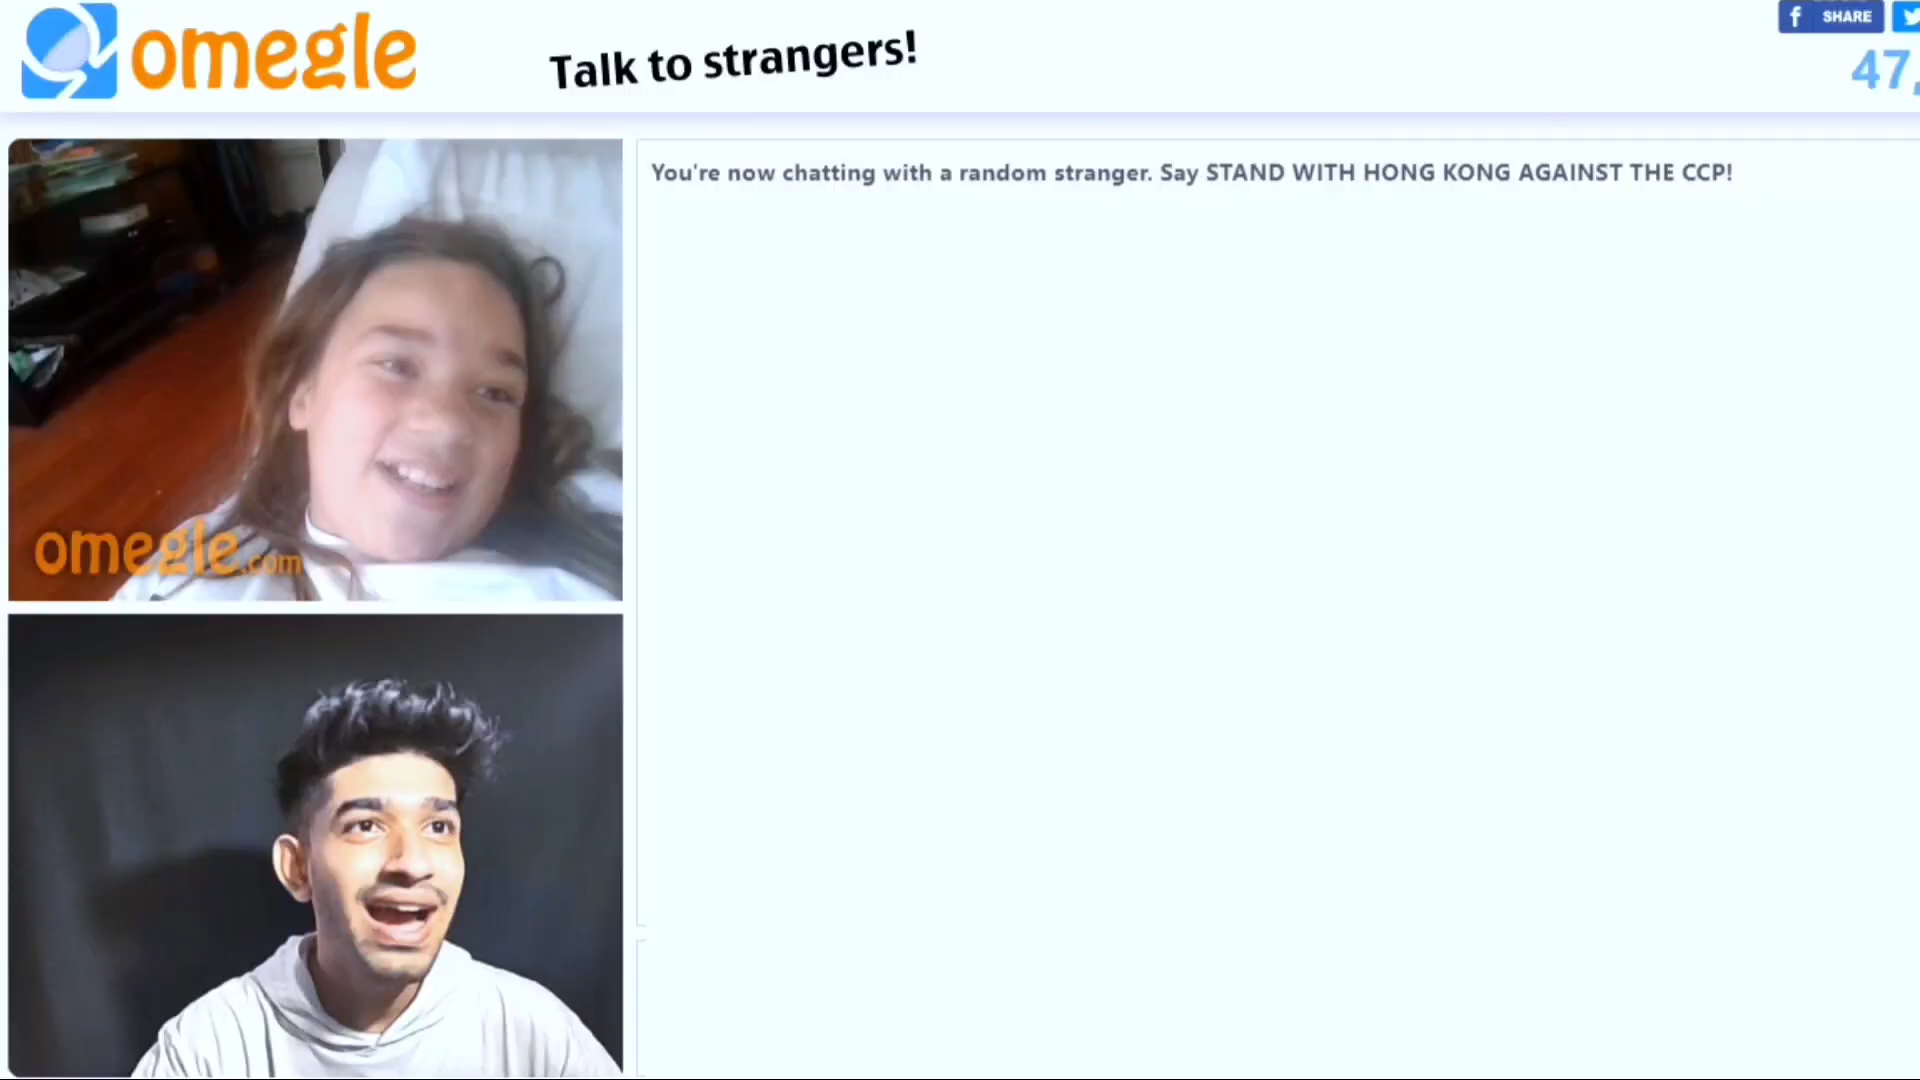 omegle
Talk to strangers!
f SHARE
47,
You're now chatting with a random stranger. Say STAND WITH HONG KONG AGAINST THE CCP!
omegle.com